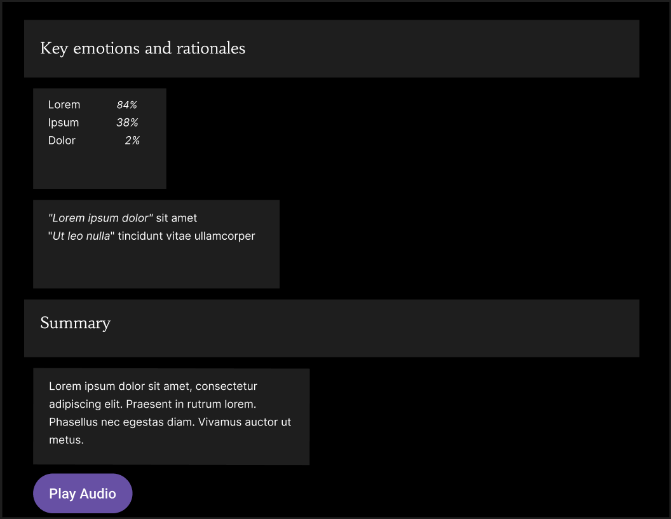 Key emotions and rationales
Lorem 84%
Ipsum 38%
Dolor 2%
"Lorem ipsum dolor" sit amet
"Ut leo nulla" tincidunt vitae ullamcorper
Summary
Lorem ipsum dolor sit amet, consectetur
adipiscing elit. Praesent in rutrum lorem.
Phasellus nec egestas diam. Vivamus auctor ut
metus.
Play Audio